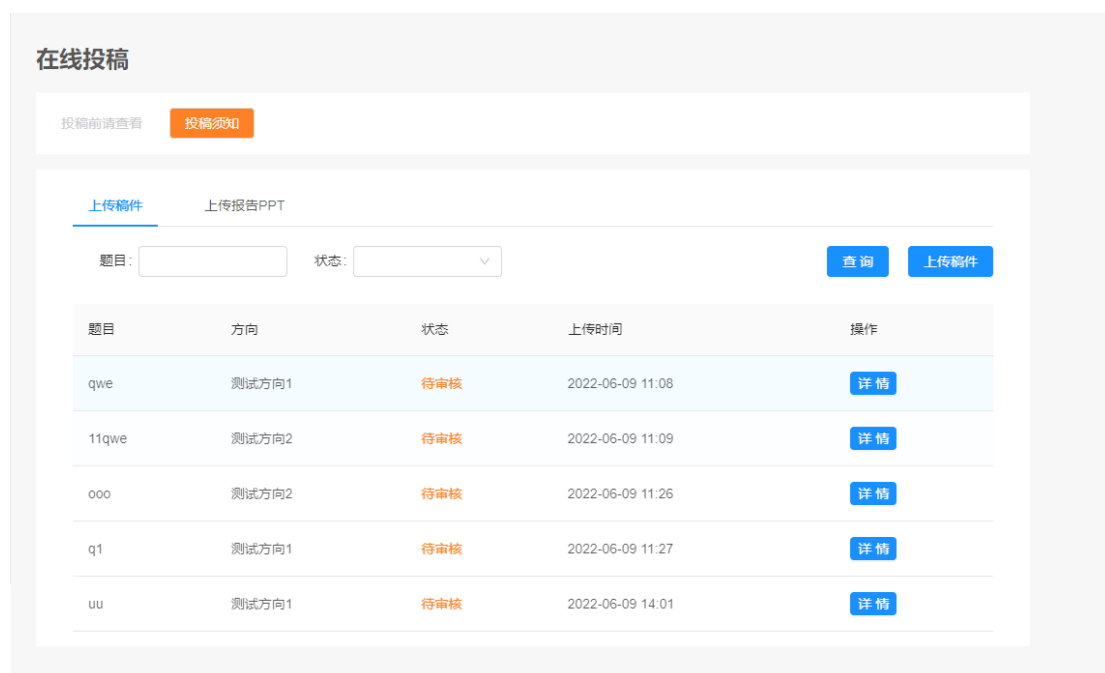 在线投稿
投稿前请查看 投稿须知
上传稿件 上传报告PPT
题目: 状态: 查 询 上传稿件
题目 方向 状态 上传时间 操作
qwe 测试方向1 待审核 2022-06-09 11:08 详 情
11qwe 测试方向2 待审核 2022-06-09 11:09 详 情
ooo 测试方向2 待审核 2022-06-09 11:26 详 情
q1 测试方向1 待审核 2022-06-09 11:27 详 情
uu 测试方向1 待审核 2022-06-09 14:01 详 情